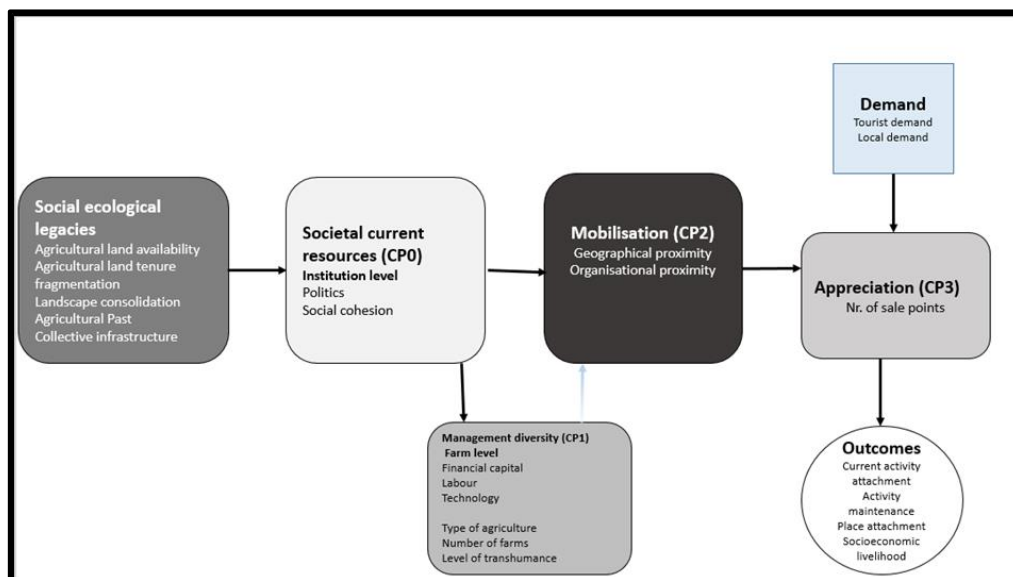 Social ecological
legacies
Agricultural land availability
Agricultural land tenure
fragmentation
Landscape consolidation
Agricultural Past
Collective infrastructure
Societal current
resources (CP0)
Institution level
Politics
Social cohesion
Management diversity (CP1)
Farm level
Financial capital
Labour
Technology
Type of agriculture
Number of farms
Level of transhumance
Mobilisation (CP2)
Geographical proximity
Organisational proximity
Demand
Tourist demand
Local demand
Appreciation (CP3)
Nr. of sale points
Outcomes
Current activity
attachment
Activity
maintenance
Place attachment
Socioeconomic
livelihood